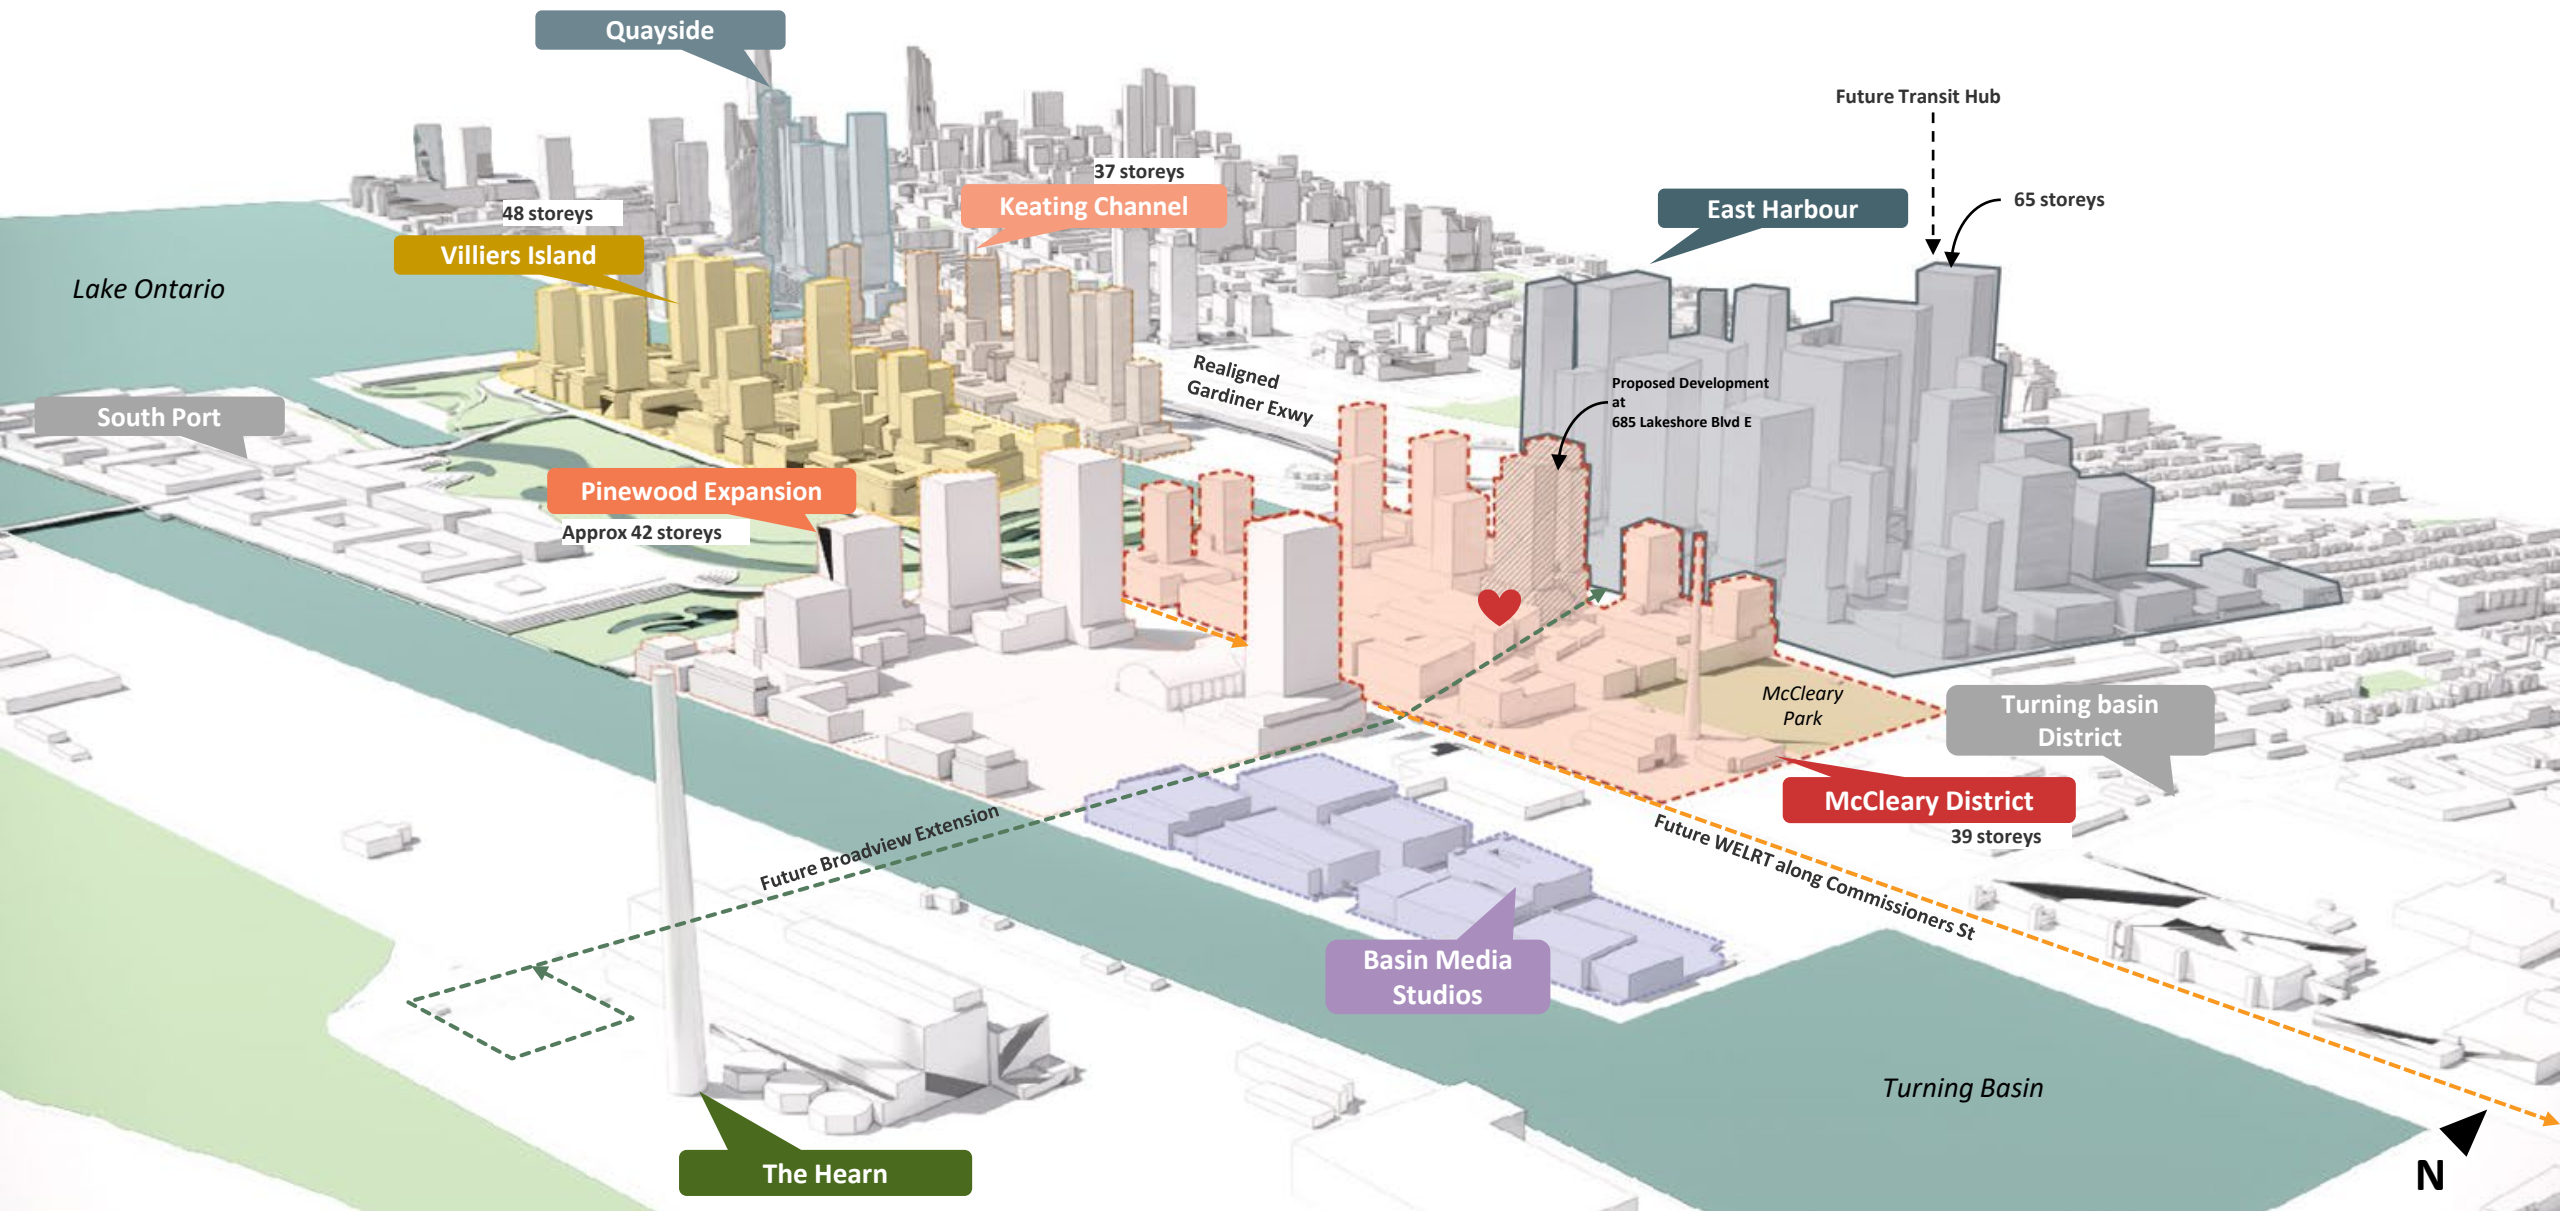 Quayside
Future Transit Hub
37 storeys
Keating Channel
65 storeys
East Harbour
48 storeys
Villiers Island
Lake Ontario
Realigned
Gardiner Exwy
Proposed Development
at
685 Lakeshore Blvd E
South Port
Pinewood Expansion
Approx 42 storeys
McCleary
Park
Turning basin
District
McCleary District
39 storeys
Future Broadview Extension
Future WELRT along Commissioners St
Basin Media
Studios
Turning Basin
The Hearn
N